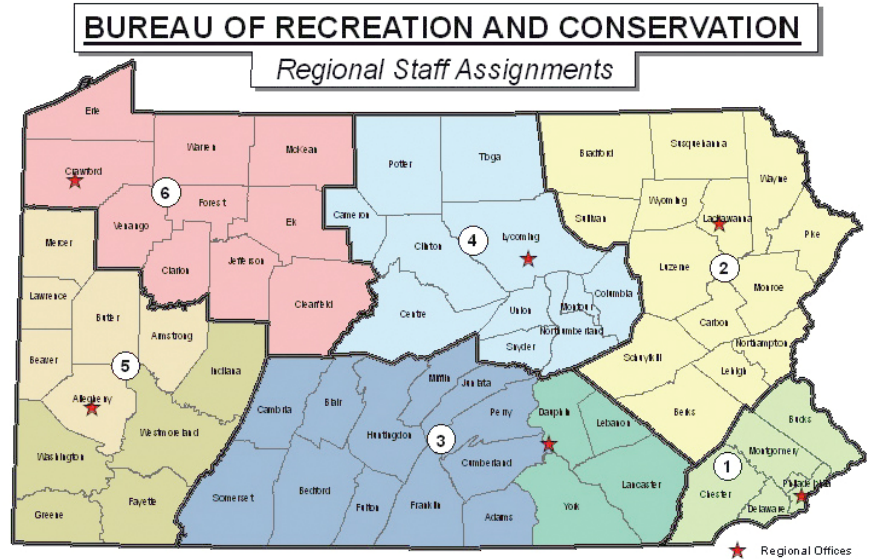 BUREAU OF RECREATION AND CONSERVATION
Regional Staff Assignments
Erie
Crawford
Warren
McKean
6
Forest
Venango
Elk
Jefferson
Clarion
Clearfield
Potter
Tioga
Cameron
Clinton
4
Lycoming
Centre
Union
Montour
Columbia
Northumberland
Snyder
Bradford
Susquehanna
Wayne
Wyoming
Lackawanna
Sullivan
Pike
Luzerne
2
Monroe
Carbon
Northampton
Schuylkill
Lehigh
Berks
Mercer
Lawrence
Butler
Armstrong
Beaver
5
Indiana
Allegheny
Westmoreland
Washington
Fayette
Greene
Cambria
Blair
Mifflin
Juniata
Perry
Huntingdon
3
Cumberland
Somerset
Bedford
Fulton
Franklin
Adams
Dauphin
Lebanon
Lancaster
York
Bucks
Montgomery
1
Chester
Philadelphia
Delaware
Regional Offices